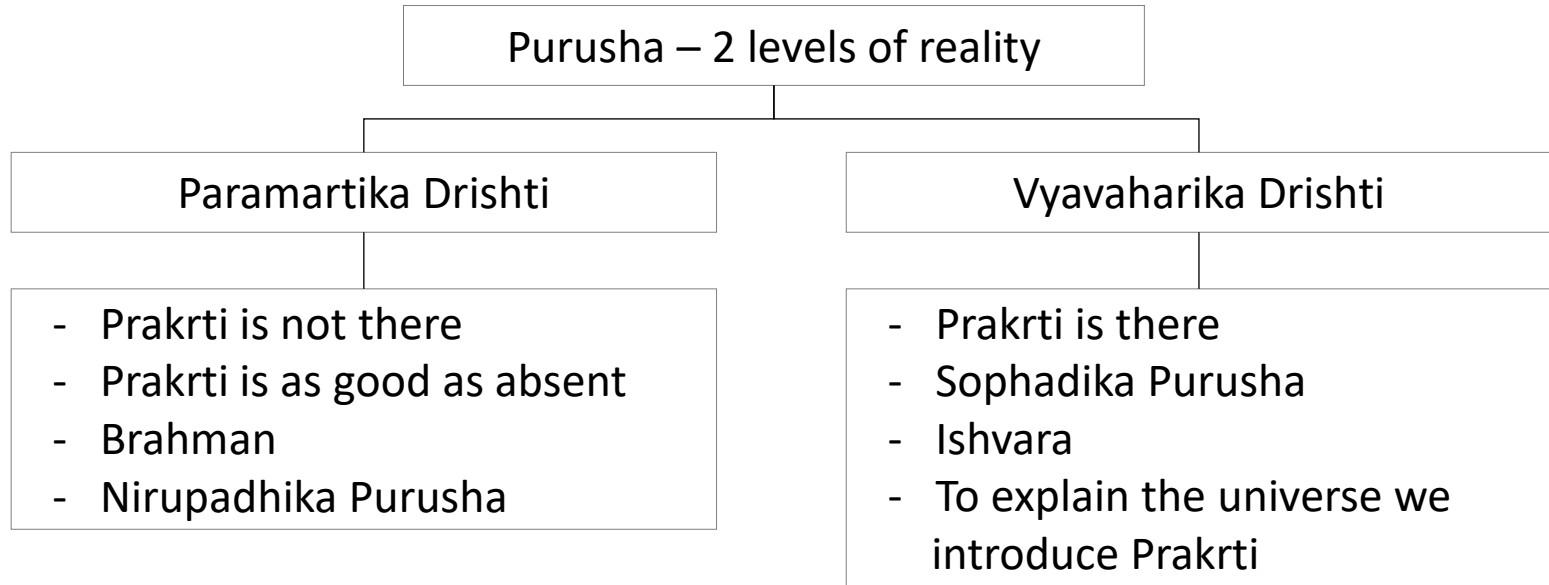 Purusha – 2 levels of reality
Paramartika Drishti
Vyavaharika Drishti
- Prakrti is not there
- Prakrti is as good as absent
- Brahman
- Nirupadhika Purusha
- Prakrti is there
- Sophadika Purusha
- Ishvara
- To explain the universe we
introduce Prakrti